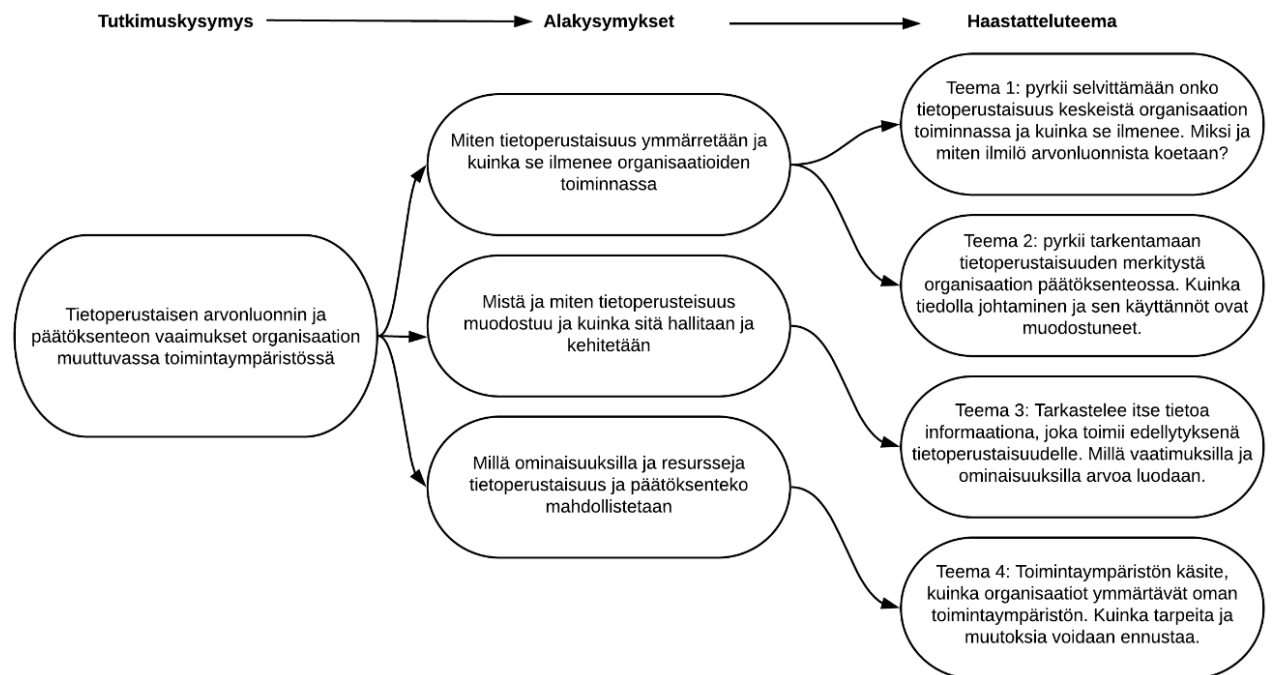 Tutkimuskysymys
Alakysymykset
Haastatteluteema
Tietoperustaisen arvonluonnin ja
päätöksenteon vaaimukset organisaation
muuttuvassa toimintaympäristössä
Miten tietoperustaisuus ymmärretään ja
kuinka se ilmenee organisaatioiden
toiminnassa
Mistä ja miten tietoperusteisuus
muodostuu ja kuinka sitä hallitaan ja
kehitetään
Millä ominaisuuksilla ja resursseja
tietoperustaisuus ja päätöksenteko
mahdollistetaan
Teema 1: pyrkii selvittämään onko
tietoperustaisuus keskeistä organisaation
toiminnassa ja kuinka se ilmenee. Miksi ja
miten ilmilö arvonluonnista koetaan?
Teema 2: pyrkii tarkentamaan
tietoperustaisuuden merkitystä
organisaation päätöksenteossa. Kuinka
tiedolla johtaminen ja sen käyttännöt ovat
muodostuneet.
Teema 3: Tarkastelee itse tietoa
informaationa, joka toimii edellytyksenä
tietoperustaisuudelle. Millä vaatimuksilla ja
ominaisuuksilla arvoa luodaan.
Teema 4: Toimintaympäristön käsite,
kuinka organisaatiot ymmärtävät oman
toimintaympäristön. Kuinka tarpeita ja
muutoksia voidaan ennustaa.